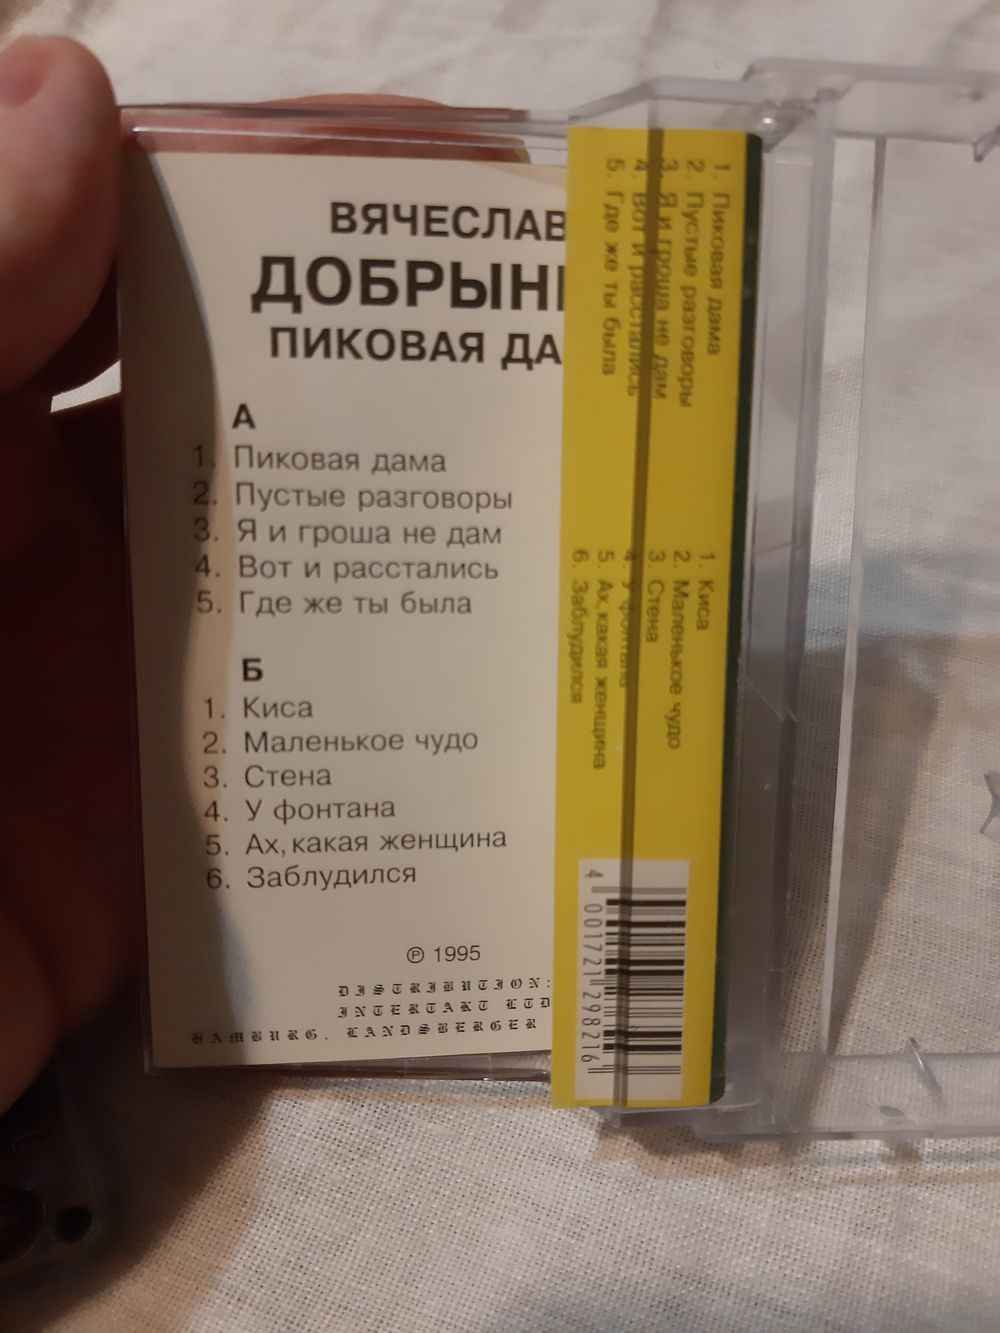 ВЯЧЕСЛАВ
ДОБРЫН
ПИКОВАЯ ДА
А
1. Пиковая дама
2. Пустые разговоры
3. Я и гроша не дам
4. Вот и расстались
5. Где же ты была
Б
1. Киса
2. Маленькое чудо
3. Стена
4. У фонтана
5. Ах, какая женщина
6. Заблудился
℗ 1995
DISTRIBUTION:
INTERTAKT LTD
HAMBURG, LANDSBERGER
1. Пиковая дама
2. Пустые разговоры
3. Я и гроша не дам
4. Вот и расстались
5. Где же ты была
1. Киса
2. Маленькое чудо
3. Стена
4. У фонтана
5. Ах, какая женщина
6. Заблудился
4 001721 298216